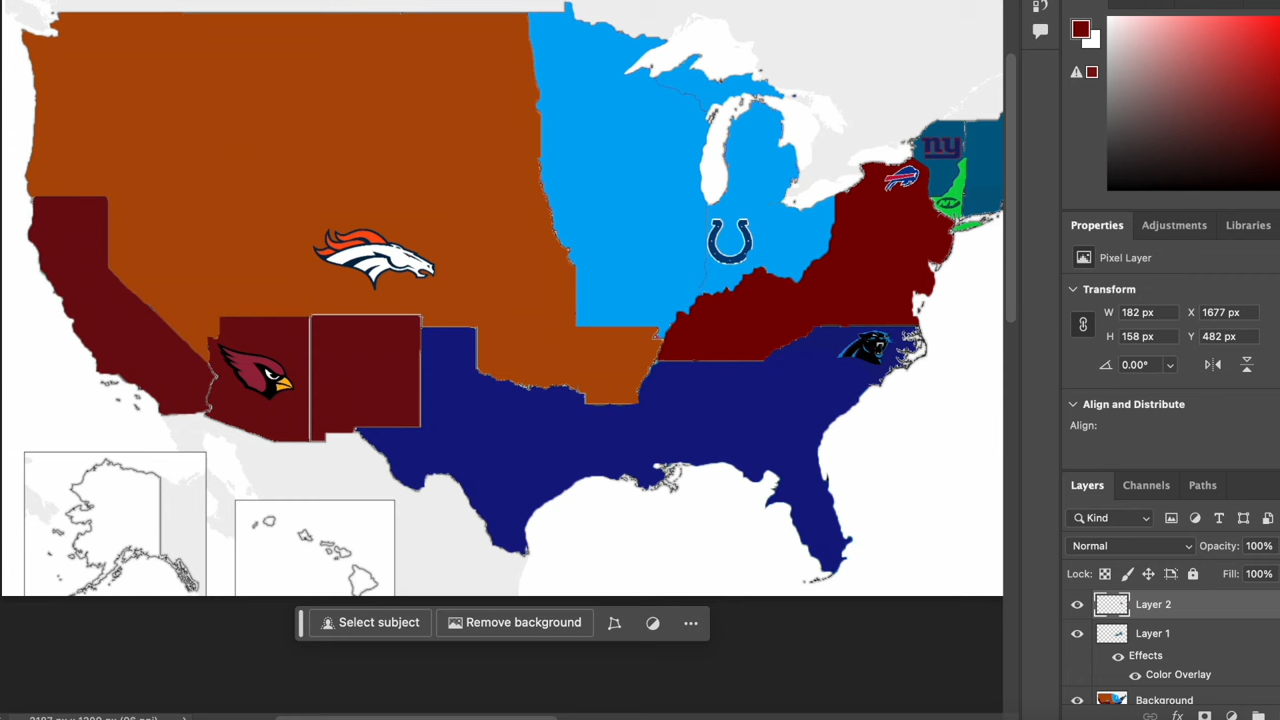 ny
NY
Properties Adjustments Libraries
Pixel Layer
Transform
W 182 px X 1677 px
H 158 px Y 482 px
0.00°
Align and Distribute
Align:
Layers Channels Paths
Kind
Normal Opacity: 100%
Lock: Fill: 100%
Layer 2
Layer 1
Effects
Color Overlay
Background
fx
Select subject Remove background